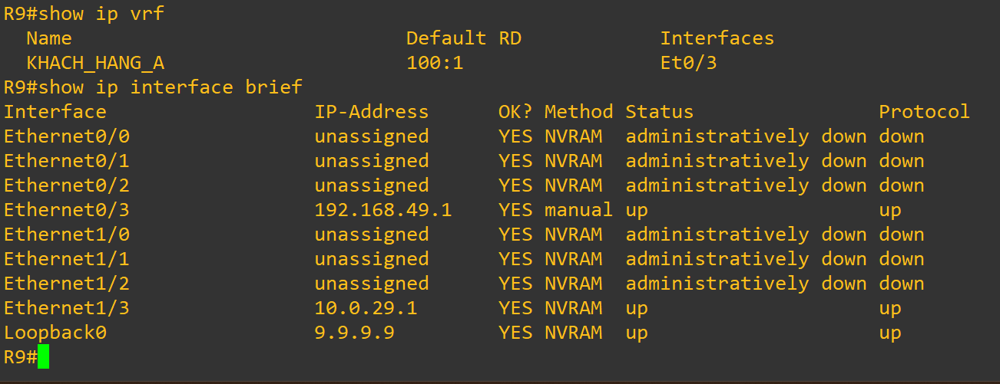 R9#show ip vrf
  Name                             Default RD            Interfaces
  KHACH_HANG_A                     100:1                 Et0/3
R9#show ip interface brief
Interface                  IP-Address      OK? Method Status                Protocol
Ethernet0/0                unassigned      YES NVRAM  administratively down down
Ethernet0/1                unassigned      YES NVRAM  administratively down down
Ethernet0/2                unassigned      YES NVRAM  administratively down down
Ethernet0/3                192.168.49.1    YES manual up                    up
Ethernet1/0                unassigned      YES NVRAM  administratively down down
Ethernet1/1                unassigned      YES NVRAM  administratively down down
Ethernet1/2                unassigned      YES NVRAM  administratively down down
Ethernet1/3                10.0.29.1       YES NVRAM  up                    up
Loopback0                  9.9.9.9         YES NVRAM  up                    up
R9#